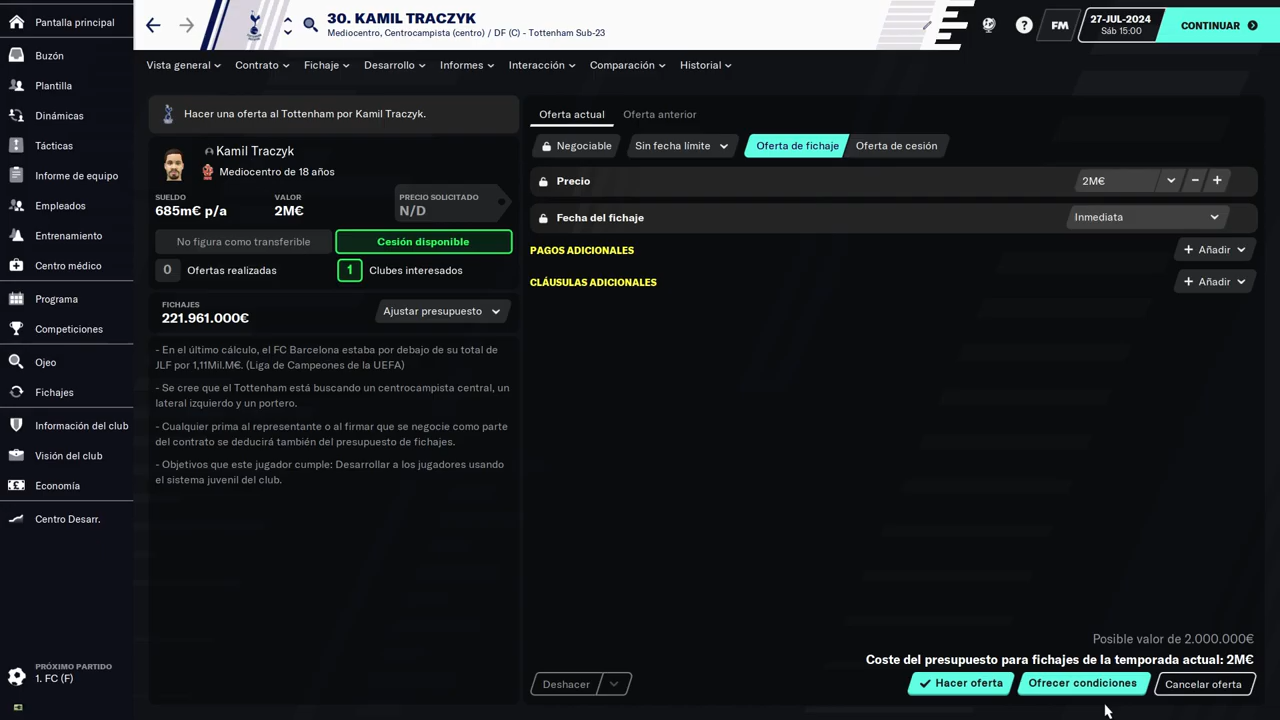 Pantalla principal
Buzón
Plantilla
Dinámicas
Tácticas
Informe de equipo
Empleados
Entrenamiento
Centro médico
Programa
Competiciones
Ojeo
Fichajes
Información del club
Visión del club
Economía
Centro Desarr.
PRÓXIMO PARTIDO
1. FC (F)
30. KAMIL TRACZYK
Mediocentro, Centrocampista (centro) / DF (C) - Tottenham Sub-23
FM
27-JUL-2024
Sáb 15:00
CONTINUAR
Vista general
Contrato
Fichaje
Desarrollo
Informes
Interacción
Comparación
Historial
Hacer una oferta al Tottenham por Kamil Traczyk.
Kamil Traczyk
Mediocentro de 18 años
SUELDO
685m€ p/a
VALOR
2M€
PRECIO SOLICITADO
N/D
No figura como transferible
Cesión disponible
0 Ofertas realizadas
1 Clubes interesados
FICHAJES
221.961.000€
Ajustar presupuesto
- En el último cálculo, el FC Barcelona estaba por debajo de su total de
JLF por 1,11Mil.M€. (Liga de Campeones de la UEFA)
- Se cree que el Tottenham está buscando un centrocampista central, un
lateral izquierdo y un portero.
- Cualquier prima al representante o al firmar que se negocie como parte
del contrato se deducirá también del presupuesto de fichajes.
- Objetivos que este jugador cumple: Desarrollar a los jugadores usando
el sistema juvenil del club.
Oferta actual
Oferta anterior
Negociable
Sin fecha límite
Oferta de fichaje
Oferta de cesión
Precio
2M€
Fecha del fichaje
Inmediata
PAGOS ADICIONALES
Añadir
CLÁUSULAS ADICIONALES
Añadir
Posible valor de 2.000.000€
Coste del presupuesto para fichajes de la temporada actual: 2M€
Deshacer
Hacer oferta
Ofrecer condiciones
Cancelar oferta